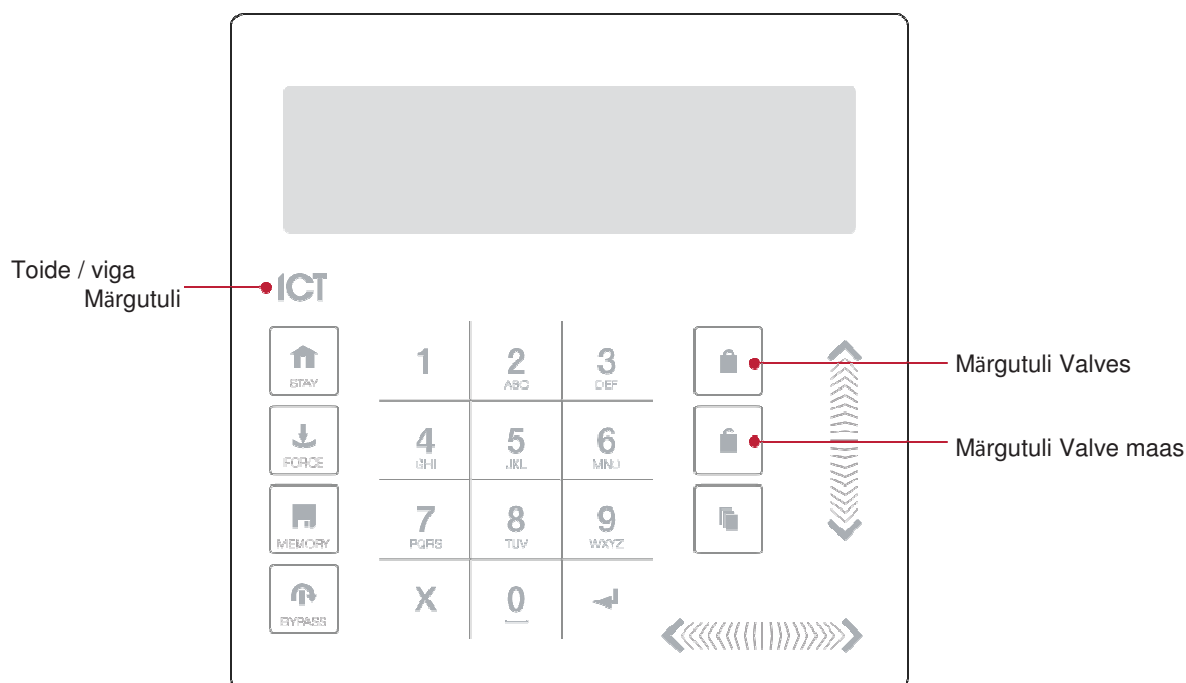 Toide / viga
Märgutuli
ICT
STAY
1
2
ABC
3
DEF
Märgutuli Valves
FORCE
4
GHI
5
JKL
6
MNO
Märgutuli Valve maas
MEMORY
7
PQRS
8
TUV
9
WXYZ
BYPASS
X
0